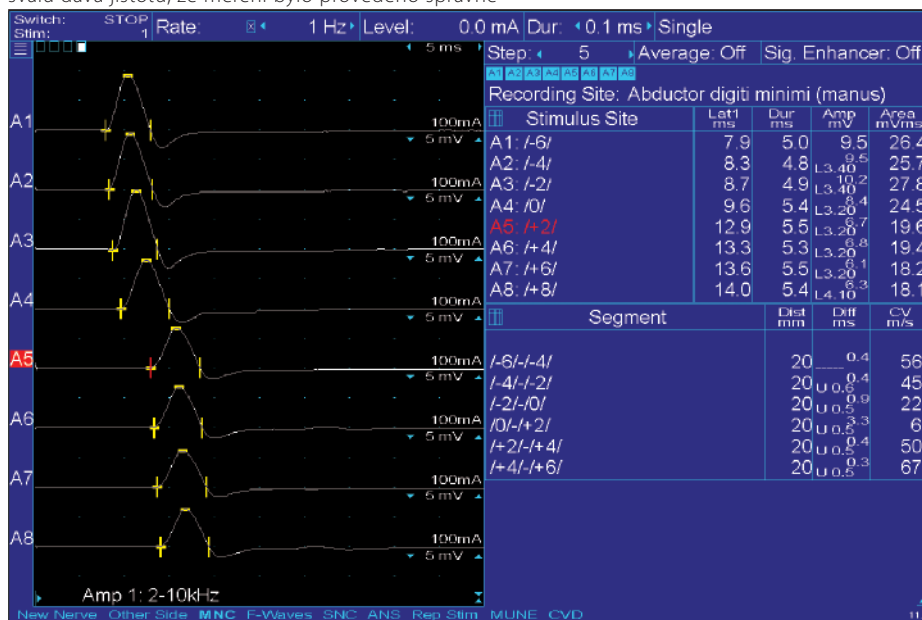 svalu dává jistotu, že měření bylo provedeno správně
Switch: STOP
Stim: 1
Rate: 1 Hz Level: 0.0 mA Dur: 0.1 ms Single
5 ms
Step: 5 Average: Off Sig. Enhancer: Off
A1 A2 A3 A4 A5 A6 A7 A8
Recording Site: Abductor digiti minimi (manus)
Stimulus Site Lat1 ms Dur ms Amp mV Area mVms
A1: /-6/ 7.9 5.0 9.5 26.4
A2: /-4/ 8.3 4.8 L3.40 9.5 25.7
A3: /-2/ 8.7 4.9 L3.40 10.2 27.8
A4: /0/ 9.6 5.4 L3.20 8.4 24.5
A5: /+2/ 12.9 5.5 L3.20 6.7 19.6
A6: /+4/ 13.3 5.3 L3.20 6.8 19.4
A7: /+6/ 13.6 5.5 L3.20 6.1 18.2
A8: /+8/ 14.0 5.4 L4.10 6.3 18.1
Segment Dist mm Diff ms CV m/s
/-6/-/-4/ 20 0.4 56
/-4/-/-2/ 20 U 0.6 0.4 45
/-2/-/0/ 20 U 0.5 0.9 22
/0/-/+2/ 20 U 0.5 3.3 6
/+2/-/+4/ 20 U 0.5 0.4 50
/+4/-/+6/ 20 U 0.5 0.3 67
A1 100mA
5 mV
A2 100mA
5 mV
A3 100mA
5 mV
A4 100mA
5 mV
A5 100mA
5 mV
A6 100mA
5 mV
A7 100mA
5 mV
A8 100mA
5 mV
Amp 1: 2-10kHz
New Nerve Other Side MNC F-Waves SNC ANS Rep Stim MUNE CVD
11